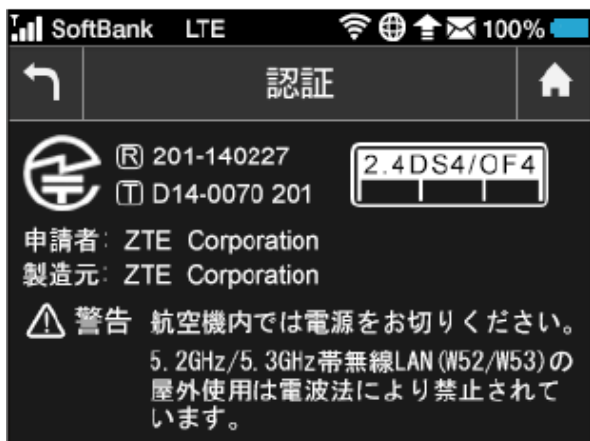 SoftBank LTE 100%
認証
R 201-140227
T D14-0070 201
2.4DS4/OF4
申請者: ZTE Corporation
製造元: ZTE Corporation
警告 航空機内では電源をお切りください。
5.2GHz/5.3GHz帯無線LAN(W52/W53)の
屋外使用は電波法により禁止されて
います。